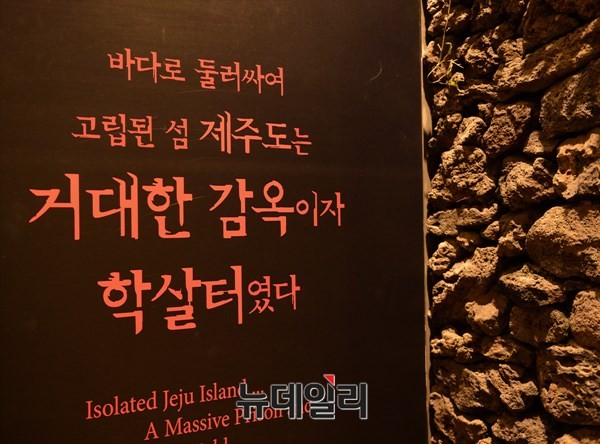 바다로 둘러싸여
고립된 섬 제주도는
거대한 감옥이자
학살터였다
Isolated Jeju Island...
뉴데일리
A Massive Prison